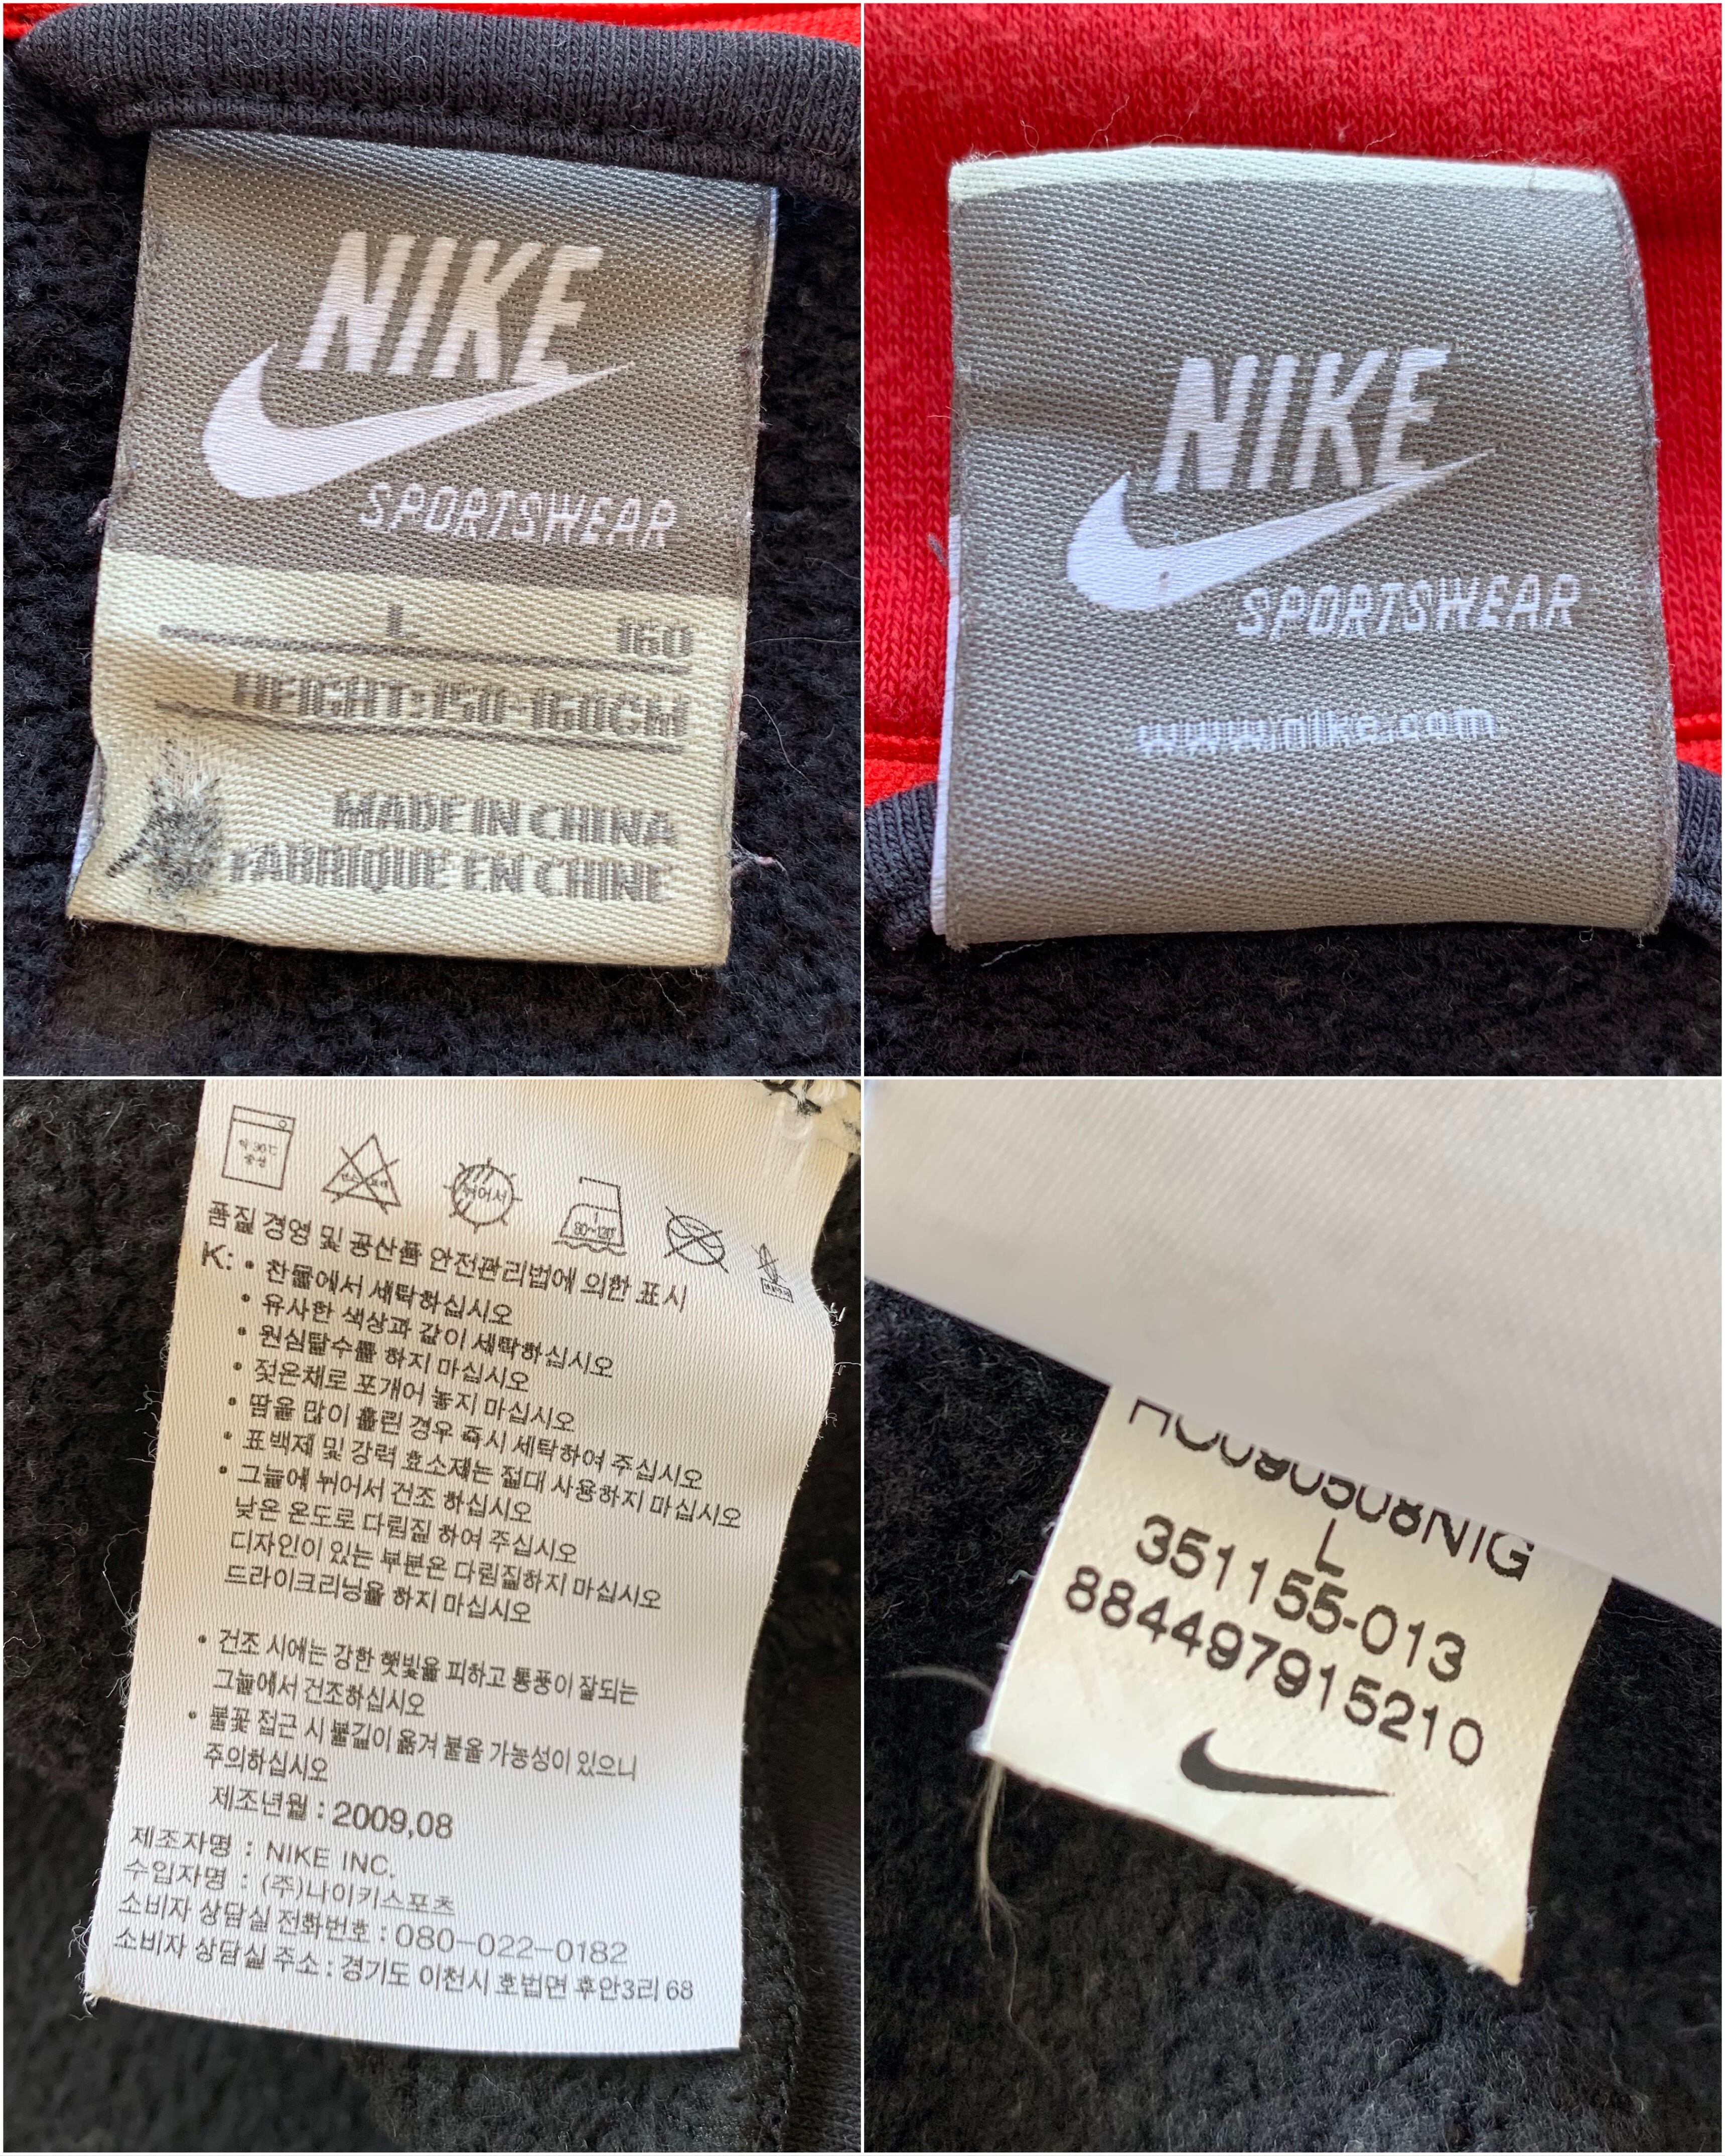 NIKE
SPORTSWEAR
L 160
HEIGHT:150-160CM
MADE IN CHINA
FABRIQUE EN CHINE
NIKE
SPORTSWEAR
www.nike.com
약 30℃
중성
뉘어서
80~120℃
품질 경영 및 공산품 안전관리법에 의한 표시
K: • 찬물에서 세탁하십시오
• 유사한 색상과 같이 세탁하십시오
• 원심탈수를 하지 마십시오
• 젖은채로 포개어 놓지 마십시오
• 땀을 많이 흘린 경우 즉시 세탁하여 주십시오
• 표백제 및 강력 효소제는 절대 사용하지 마십시오
• 그늘에 뉘어서 건조 하십시오
낮은 온도로 다림질 하여 주십시오
디자인이 있는 부분은 다림질하지 마십시오
드라이크리닝을 하지 마십시오
• 건조 시에는 강한 햇빛을 피하고 통풍이 잘되는
그늘에서 건조하십시오
• 불꽃 접근 시 불길이 옮겨 붙을 가능성이 있으니
주의하십시오
제조년월 : 2009,08
제조자명 : NIKE INC.
수입자명 : (주)나이키스포츠
소비자 상담실 전화번호 : 080-022-0182
소비자 상담실 주소 : 경기도 이천시 호법면 후안3리 68
L
351155-013
884497915210